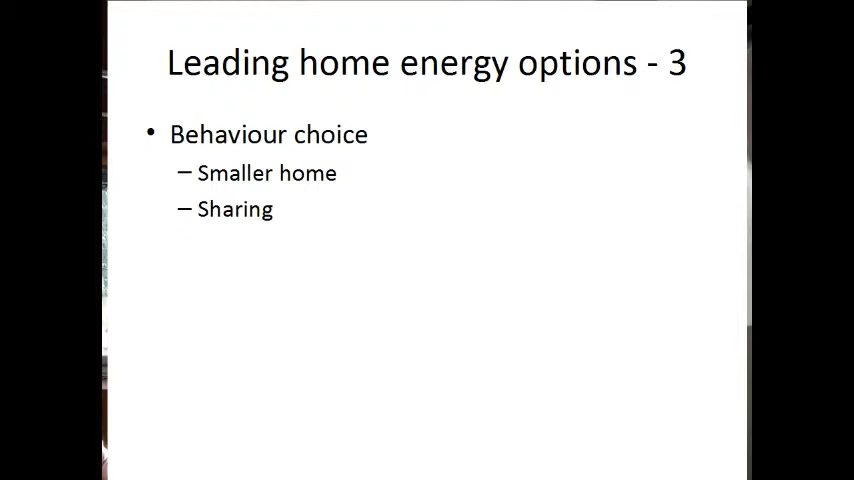 Leading home energy options - 3
• Behaviour choice
– Smaller home
– Sharing